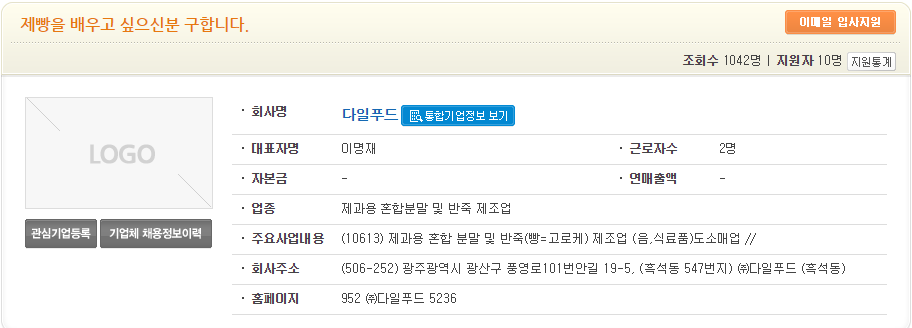 제빵을 배우고 싶으신분 구합니다.
이메일 입사지원
조회수 1042명 | 지원자 10명 지원통계
LOGO
관심기업등록 기업체 채용정보이력
· 회사명 다일푸드 통합기업정보 보기
· 대표자명 이명재 · 근로자수 2명
· 자본금 - · 연매출액 -
· 업종 제과용 혼합분말 및 반죽 제조업
· 주요사업내용 (10613) 제과용 혼합 분말 및 반죽(빵=고로케) 제조업 (음,식료품)도소매업 //
· 회사주소 (506-252) 광주광역시 광산구 풍영로101번안길 19-5, (흑석동 547번지) ㈜다일푸드 (흑석동)
· 홈페이지 952 ㈜다일푸드 5236